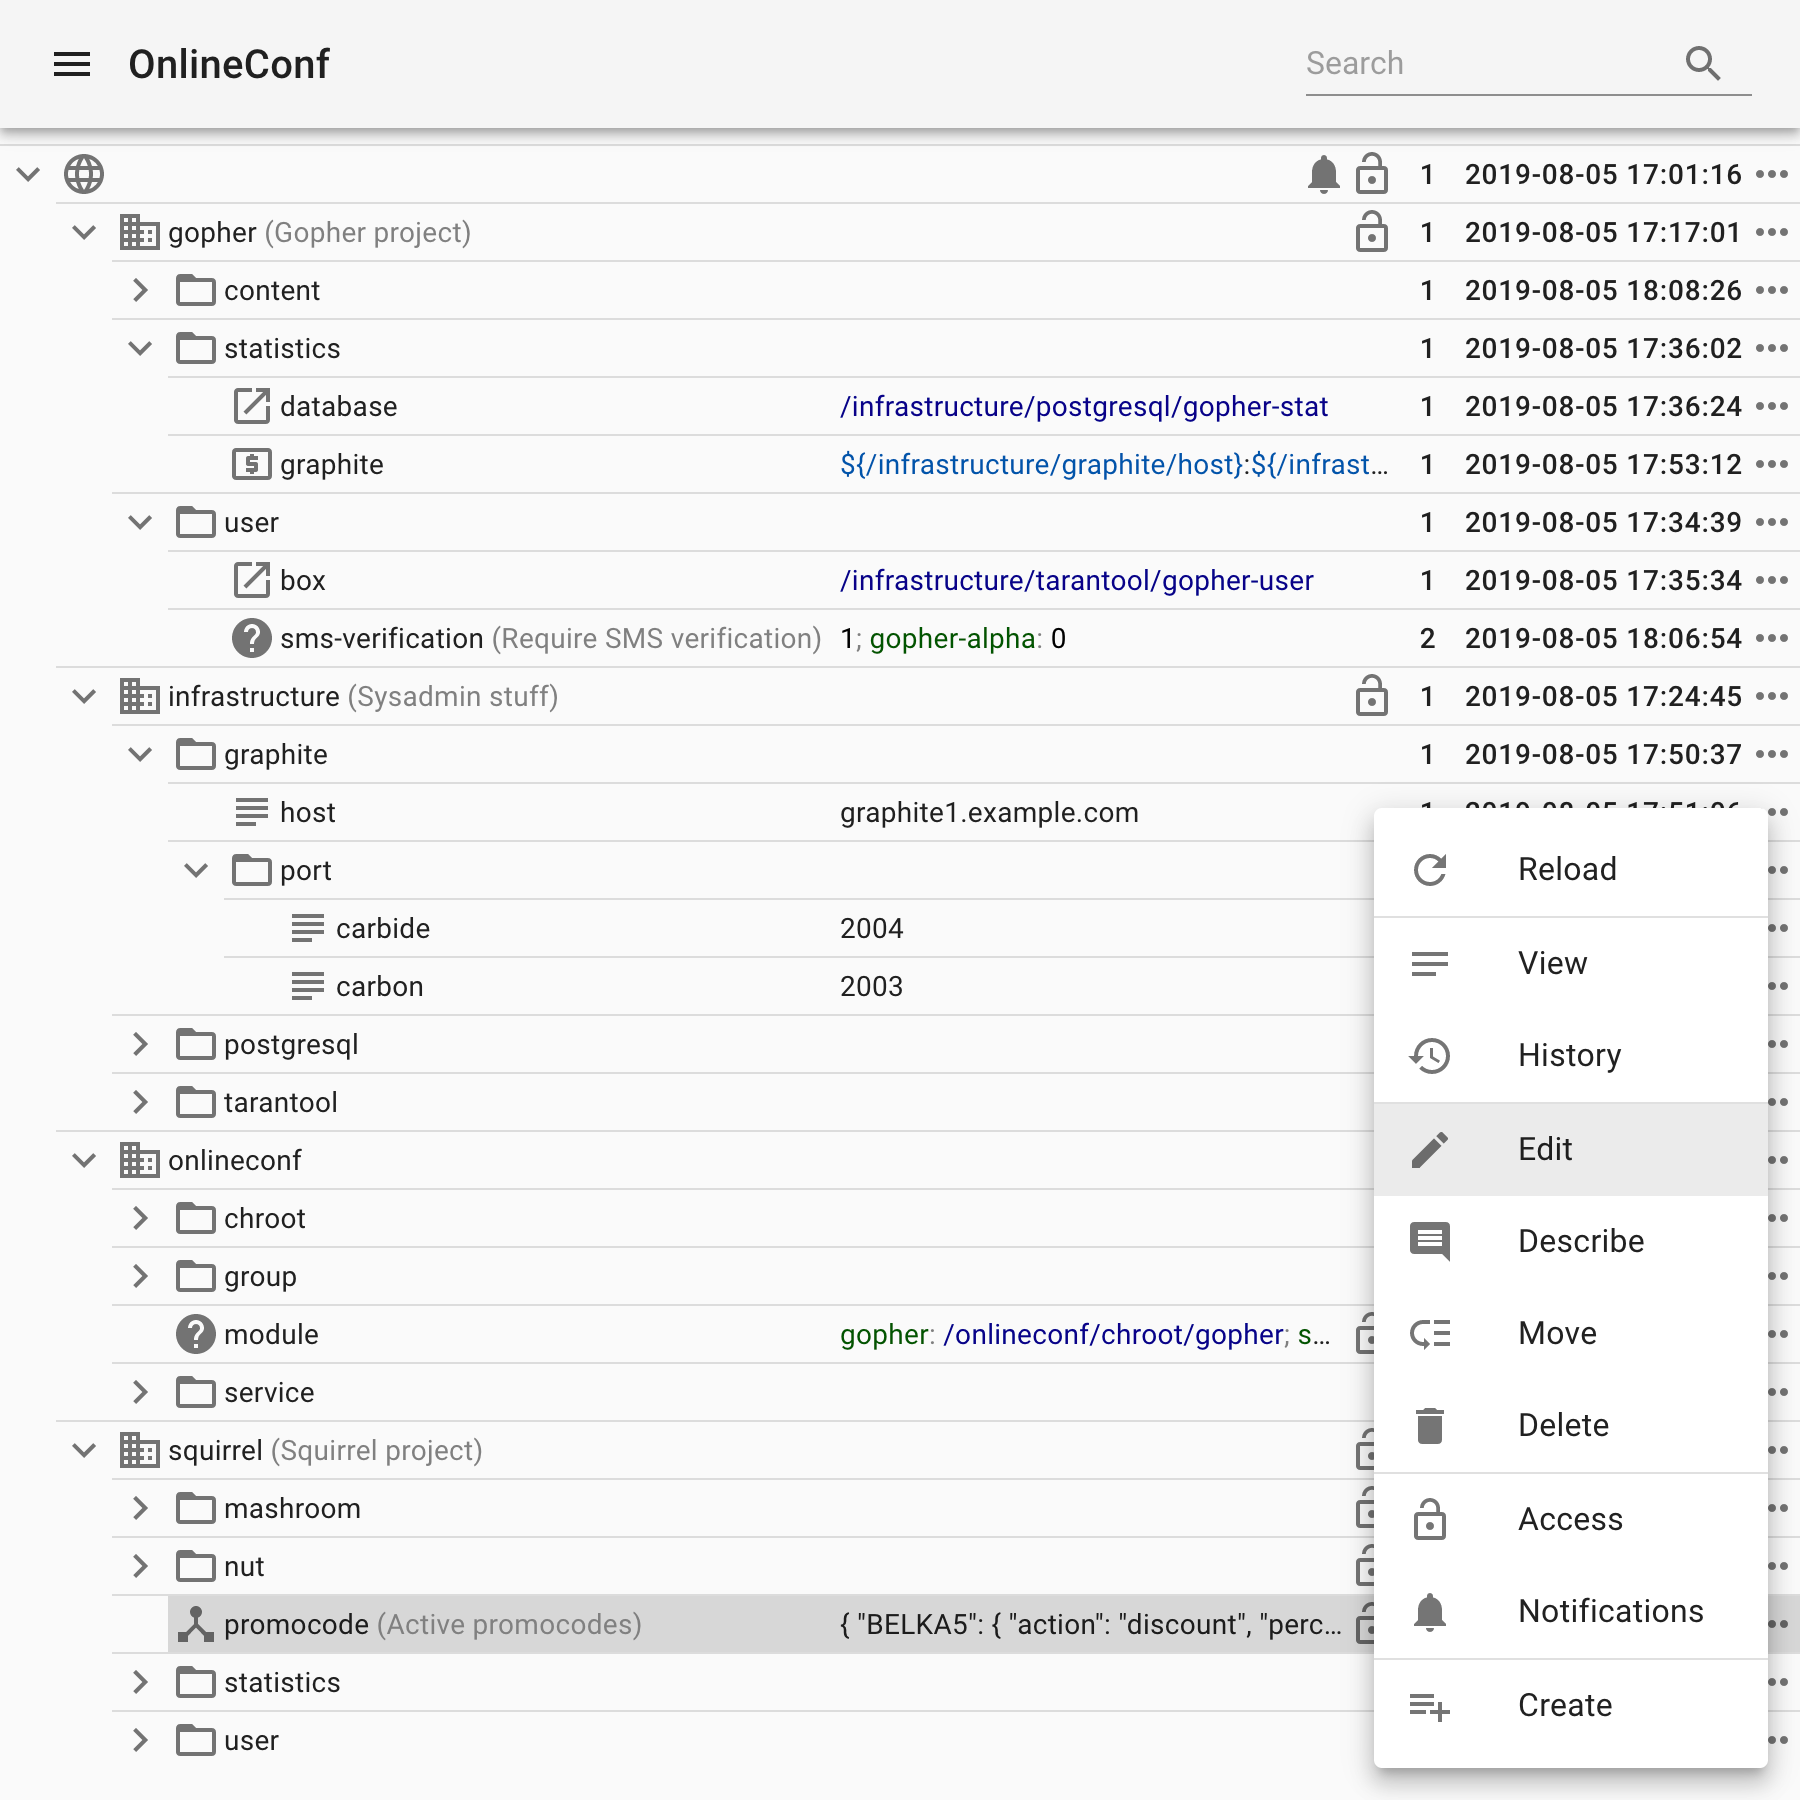 OnlineConf
Search
1 2019-08-05 17:01:16
gopher (Gopher project) 1 2019-08-05 17:17:01
content 1 2019-08-05 18:08:26
statistics 1 2019-08-05 17:36:02
database /infrastructure/postgresql/gopher-stat 1 2019-08-05 17:36:24
graphite ${/infrastructure/graphite/host}:${/infrast... 1 2019-08-05 17:53:12
user 1 2019-08-05 17:34:39
box /infrastructure/tarantool/gopher-user 1 2019-08-05 17:35:34
sms-verification (Require SMS verification) 1; gopher-alpha: 0 2 2019-08-05 18:06:54
infrastructure (Sysadmin stuff) 1 2019-08-05 17:24:45
graphite 1 2019-08-05 17:50:37
host graphite1.example.com
port
carbide 2004
carbon 2003
postgresql
tarantool
onlineconf
chroot
group
module gopher: /onlineconf/chroot/gopher; s...
service
squirrel (Squirrel project)
mashroom
nut
promocode (Active promocodes) { "BELKA5": { "action": "discount", "perc...
statistics
user
Reload
View
History
Edit
Describe
Move
Delete
Access
Notifications
Create